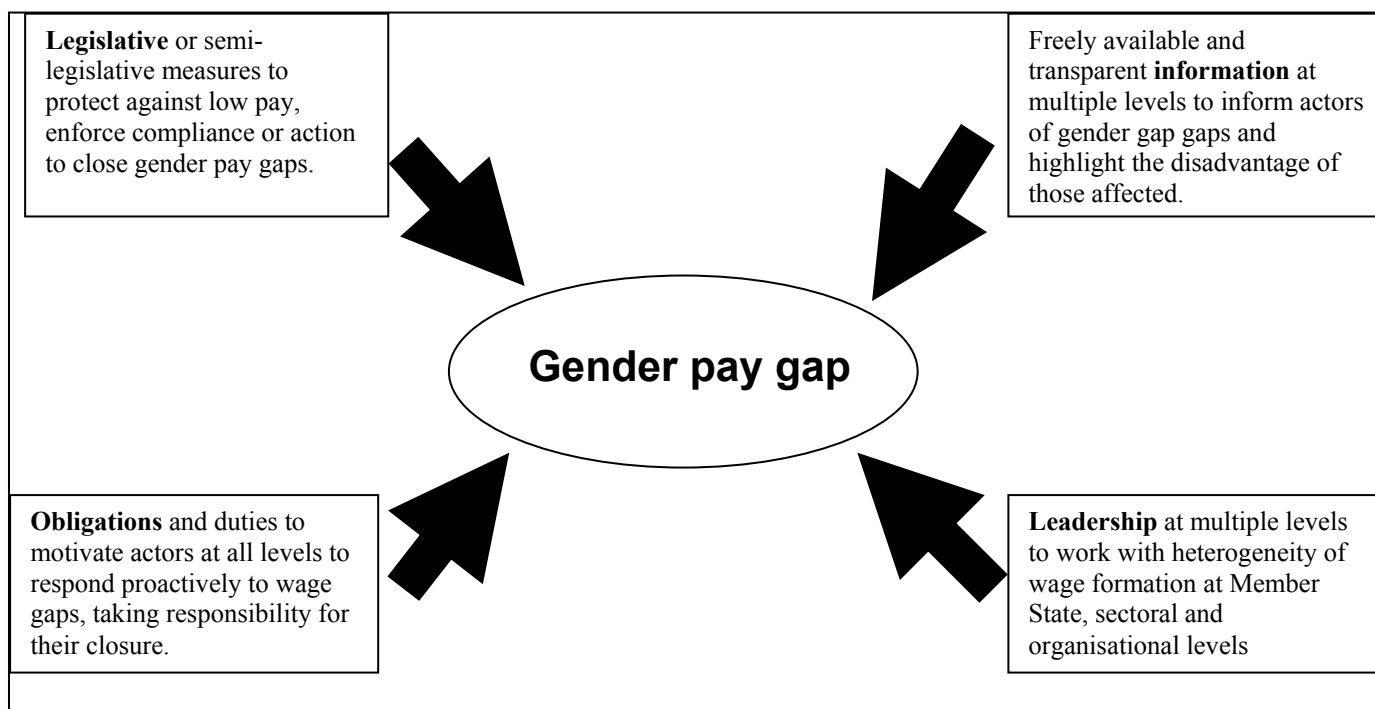 Legislative or semi-
legislative measures to
protect against low pay,
enforce compliance or action
to close gender pay gaps.
Freely available and
transparent information at
multiple levels to inform actors
of gender gap gaps and
highlight the disadvantage of
those affected.
Gender pay gap
Obligations and duties to
motivate actors at all levels to
respond proactively to wage
gaps, taking responsibility for
their closure.
Leadership at multiple levels
to work with heterogeneity of
wage formation at Member
State, sectoral and
organisational levels